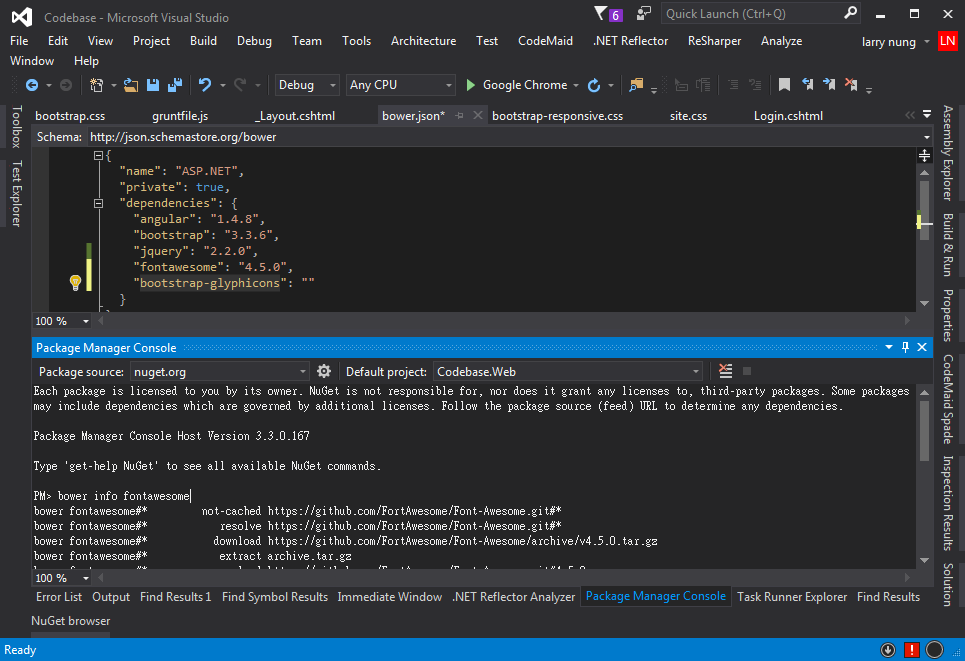 Codebase - Microsoft Visual Studio
6
Quick Launch (Ctrl+Q)
File Edit View Project Build Debug Team Tools Architecture Test CodeMaid .NET Reflector ReSharper Analyze larry nung LN
Window Help
Debug Any CPU Google Chrome
bootstrap.css gruntfile.js _Layout.cshtml bower.json* bootstrap-responsive.css site.css Login.cshtml
Schema: http://json.schemastore.org/bower
{
"name": "ASP.NET",
"private": true,
"dependencies": {
"angular": "1.4.8",
"bootstrap": "3.3.6",
"jquery": "2.2.0",
"fontawesome": "4.5.0",
"bootstrap-glyphicons": ""
}
100 %
Toolbox
Test Explorer
Assembly Explorer
Build & Run
Properties
CodeMaid Spade
Inspection Results
Solution
Package Manager Console
Package source: nuget.org Default project: Codebase.Web
Each package is licensed to you by its owner. NuGet is not responsible for, nor does it grant any licenses to, third-party packages. Some packages
may include dependencies which are governed by additional licenses. Follow the package source (feed) URL to determine any dependencies.
Package Manager Console Host Version 3.3.0.167
Type 'get-help NuGet' to see all available NuGet commands.
PM> bower info fontawesome
bower fontawesome#* not-cached https://github.com/FortAwesome/Font-Awesome.git#*
bower fontawesome#* resolve https://github.com/FortAwesome/Font-Awesome.git#*
bower fontawesome#* download https://github.com/FortAwesome/Font-Awesome/archive/v4.5.0.tar.gz
bower fontawesome#* extract archive.tar.gz
100 %
Error List Output Find Results 1 Find Symbol Results Immediate Window .NET Reflector Analyzer Package Manager Console Task Runner Explorer Find Results
NuGet browser
Ready